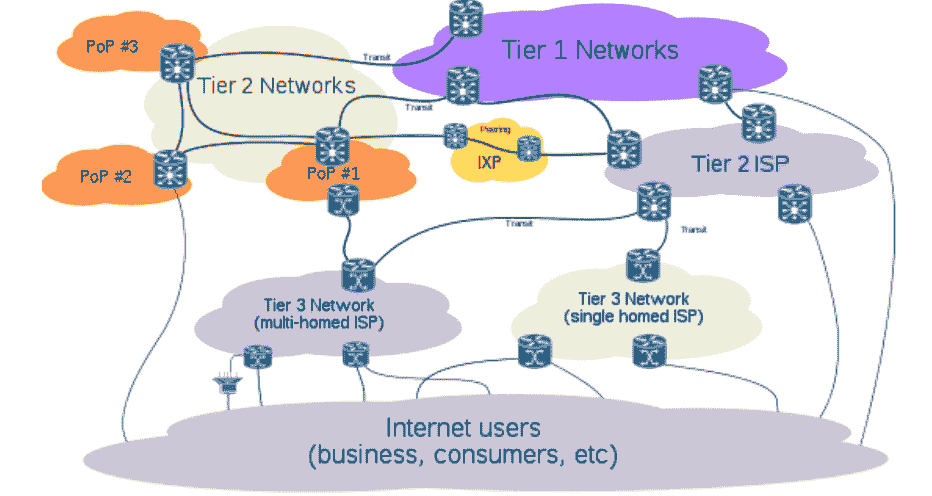 PoP #3
Tier 1 Networks
Transit
Tier 2 Networks
Transit
Peering
IXP
Tier 2 ISP
PoP #2
PoP #1
Transit
Transit
Tier 3 Network
(multi-homed ISP)
Tier 3 Network
(single homed ISP)
Internet users
(business, consumers, etc)